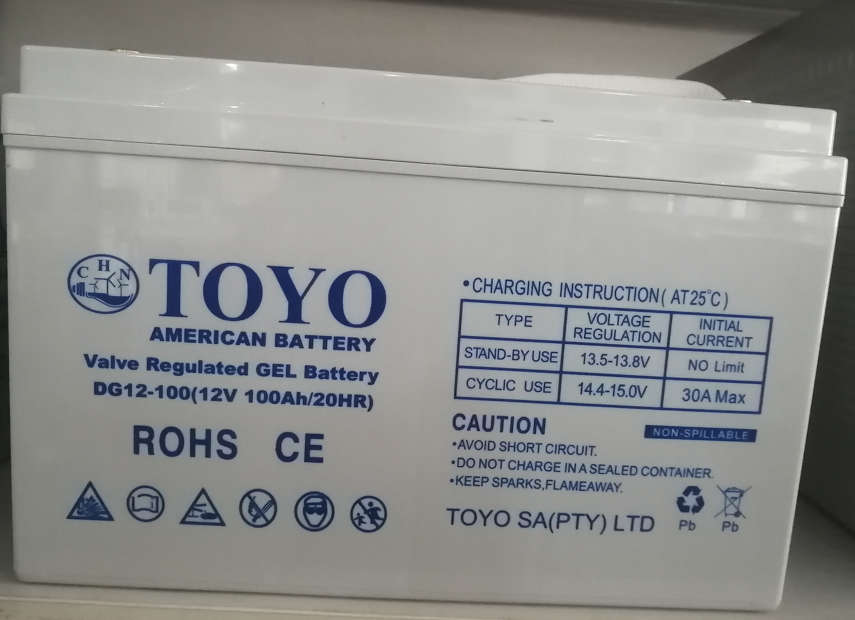 CHN
TOYO
AMERICAN BATTERY
Valve Regulated GEL Battery
DG12-100(12V 100Ah/20HR)
ROHS CE
•CHARGING INSTRUCTION( AT25°C)
TYPE VOLTAGE REGULATION INITIAL CURRENT
STAND-BY USE 13.5-13.8V NO Limit
CYCLIC USE 14.4-15.0V 30A Max
CAUTION
NON-SPILLABLE
•AVOID SHORT CIRCUIT.
•DO NOT CHARGE IN A SEALED CONTAINER.
•KEEP SPARKS,FLAMEAWAY.
TOYO SA(PTY) LTD
Pb Pb